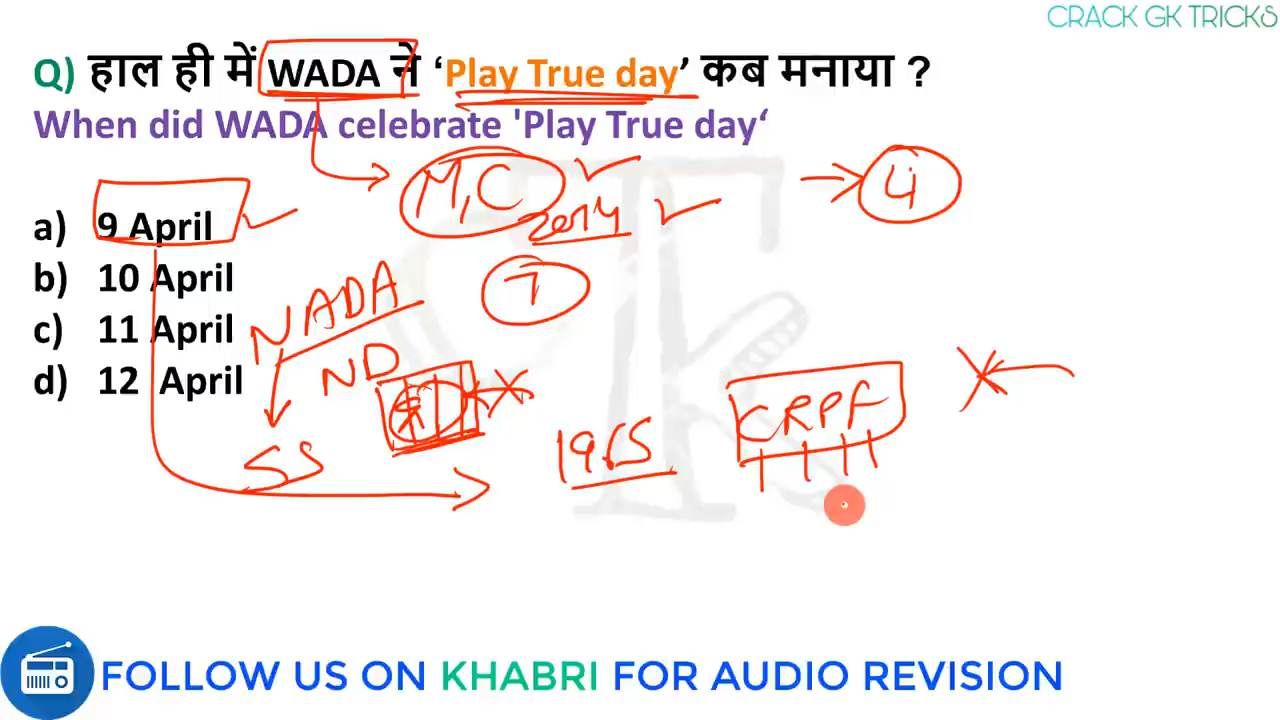 CRACK GK TRICKS
Q) हाल ही में WADA ने ‘Play True day’ कब मनाया ?
When did WADA celebrate 'Play True day‘
M,C
4
2014
a) 9 April
b) 10 April
7
NADA
c) 11 April
ND
d) 12 April
CRPF
1965
SS
FOLLOW US ON KHABRI FOR AUDIO REVISION